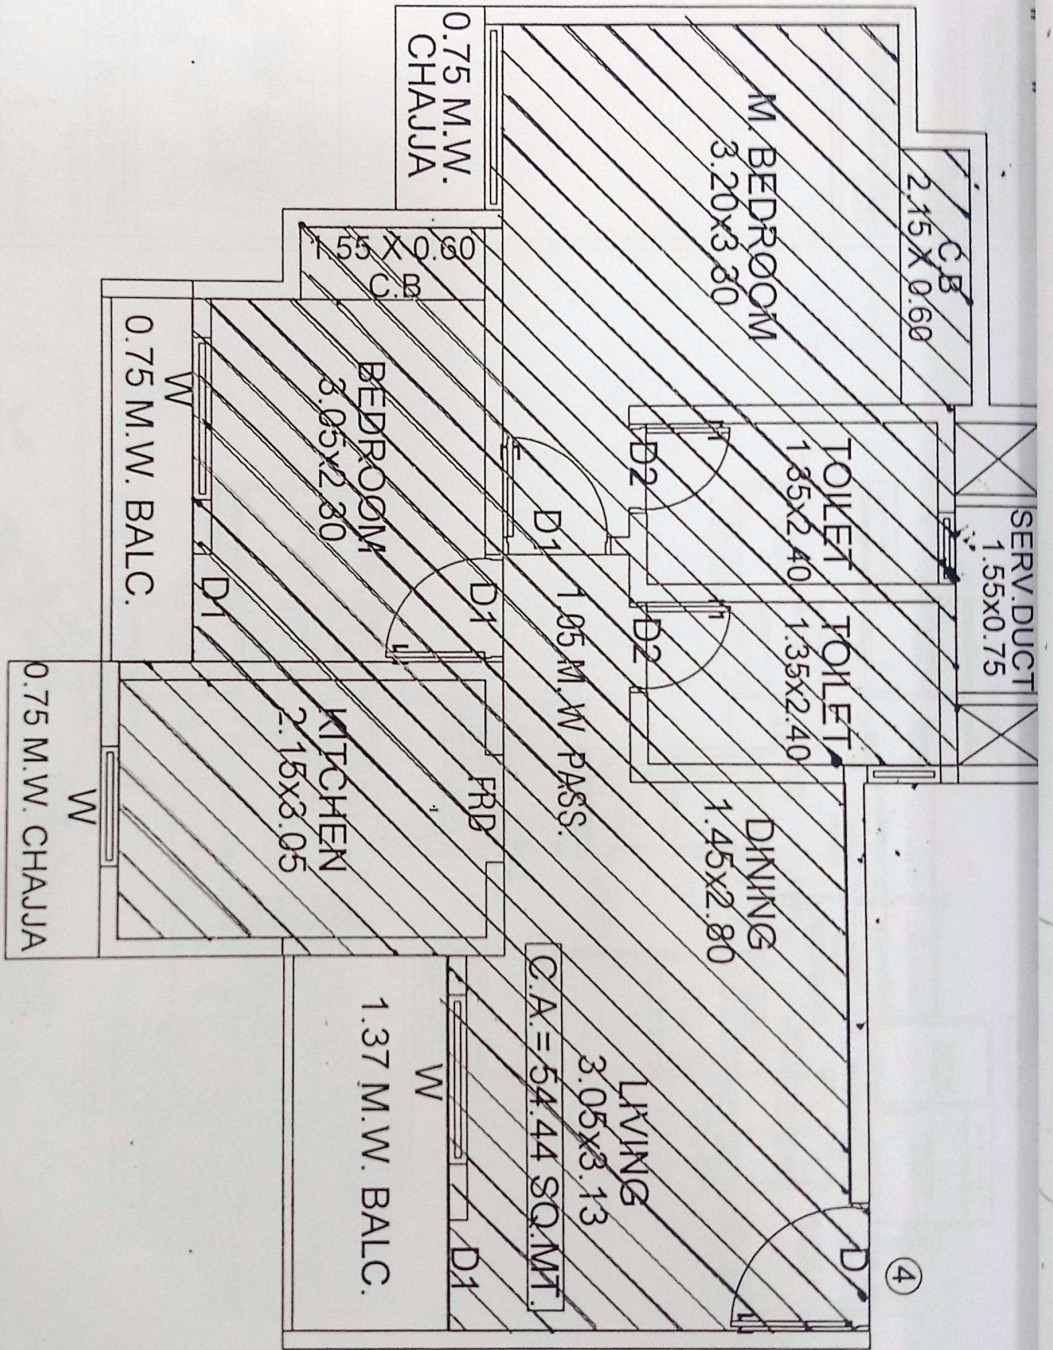 0.75 M.W.
CHAJJA
M. BEDROOM
3.20x3.30
C.B
2.15 X 0.60
1.55 X 0.60
C.B
BEDROOM
3.05x2.30
W
0.75 M.W. BALC.
D1
D1
D1
D2
TOILET
1.35x2.40
SERV.DUCT
1.55x0.75
D2
TOILET
1.35x2.40
1.05 M.W PASS.
KITCHEN
2.15x3.05
FRD
W
0.75 M.W. CHAJJA
DINING
1.45x2.80
LIVING
3.05x3.13
C.A.= 54.44 SQ.MT.
W
1.37 M.W. BALC.
D1
D
4